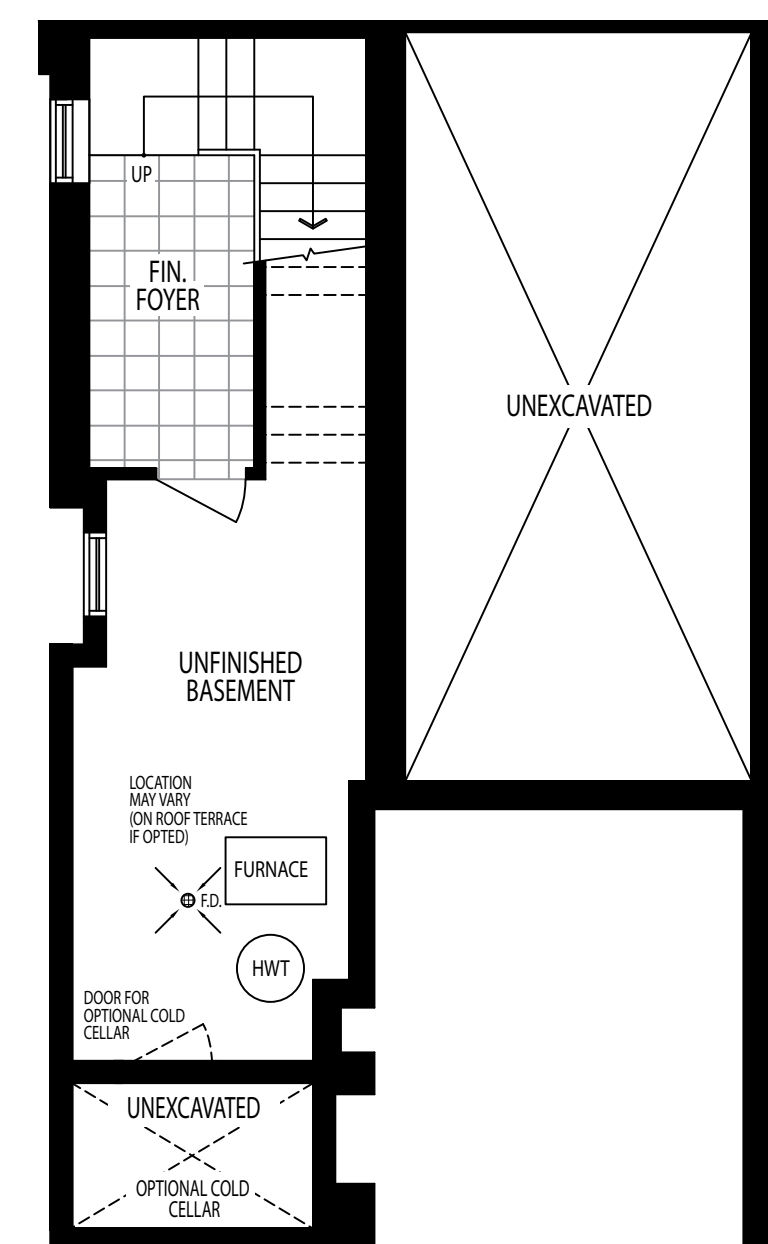 UP
FIN.
FOYER
UNEXCAVATED
UNFINISHED
BASEMENT
LOCATION
MAY VARY
(ON ROOF TERRACE
IF OPTED)
FURNACE
F.D.
HWT
DOOR FOR
OPTIONAL COLD
CELLAR
UNEXCAVATED
OPTIONAL COLD
CELLAR